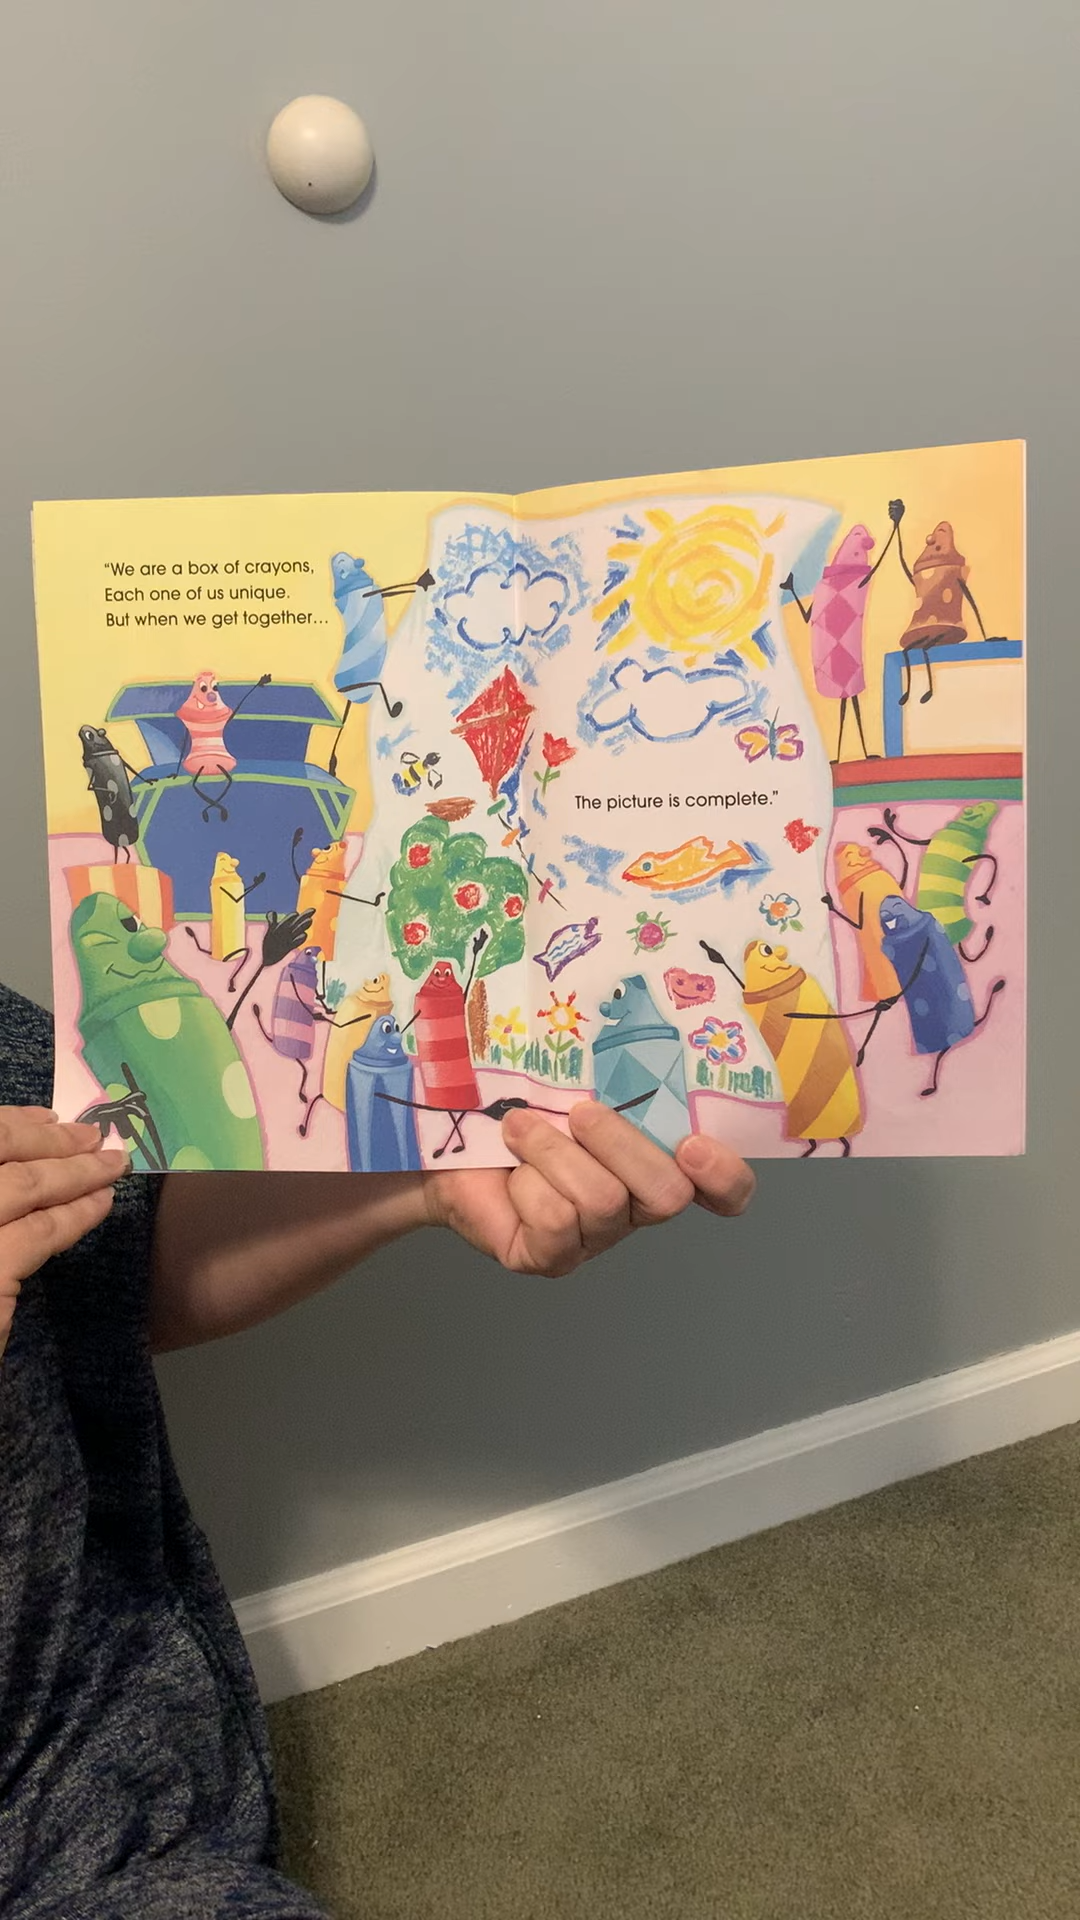 “We are a box of crayons,
Each one of us unique.
But when we get together…
The picture is complete.”